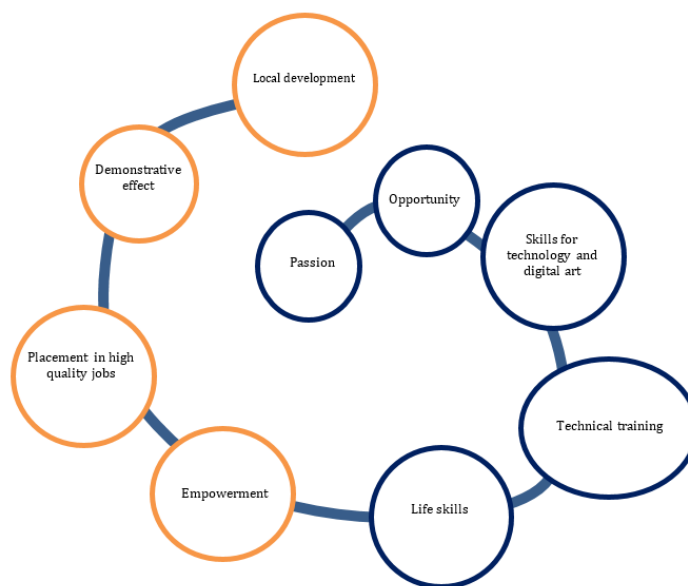 Local development
Demonstrative
effect
Opportunity
Passion
Skills for
technology and
digital art
Placement in high
quality jobs
Technical training
Empowerment
Life skills